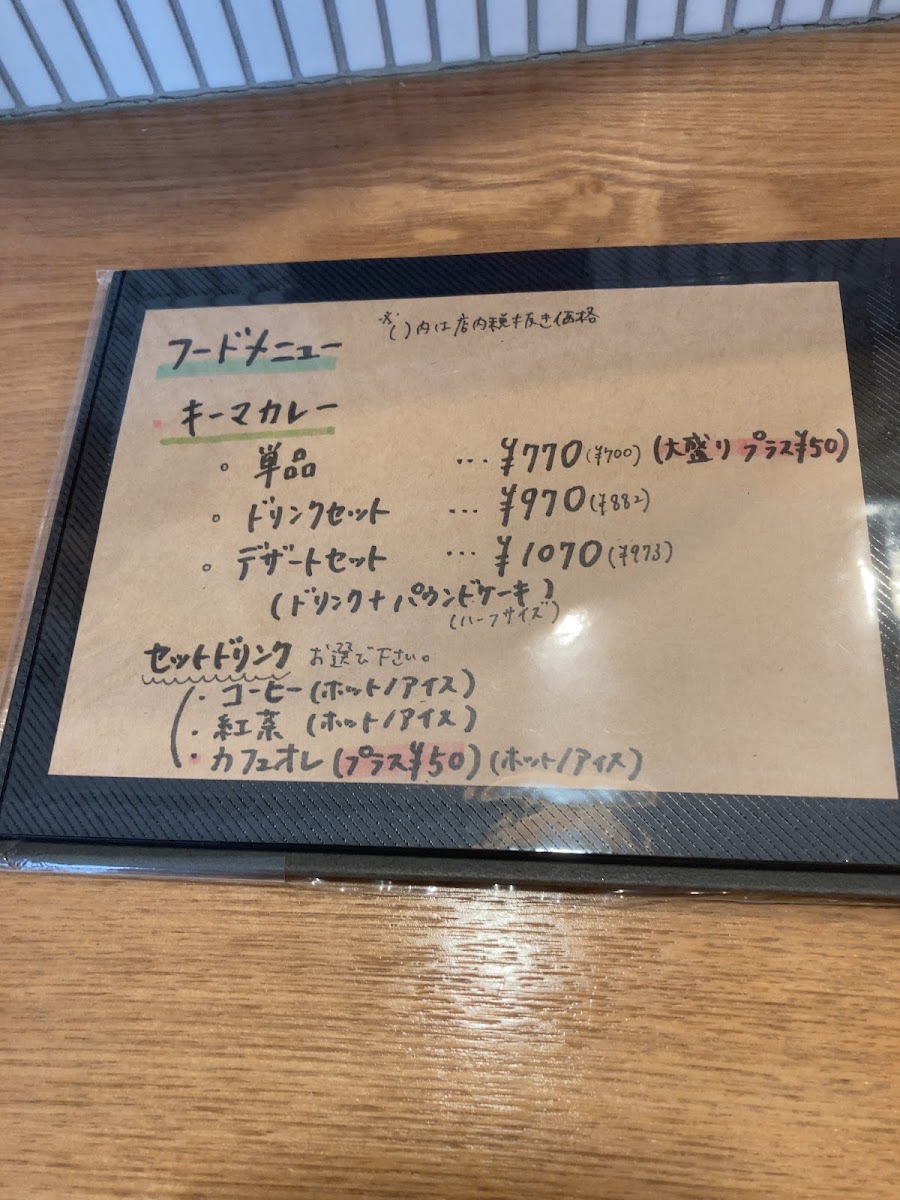 フードメニュー ※( )内は店内税抜き価格
・キーマカレー
。単品 … ¥770(¥700) (大盛り プラス¥50)
。ドリンクセット … ¥970(¥882)
。デザートセット … ¥1070(¥973)
(ドリンク+パウンドケーキ)
(ハーフサイズ)
セットドリンク お選び下さい。
・コーヒー(ホット/アイス)
・紅茶 (ホット/アイス)
・カフェオレ(プラス¥50)(ホット/アイス)